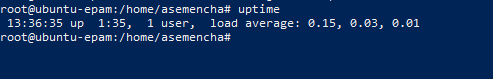 root@ubuntu-epam:/home/asemencha# uptime
 13:36:35 up  1:35,  1 user,  load average: 0.15, 0.03, 0.01
root@ubuntu-epam:/home/asemencha#